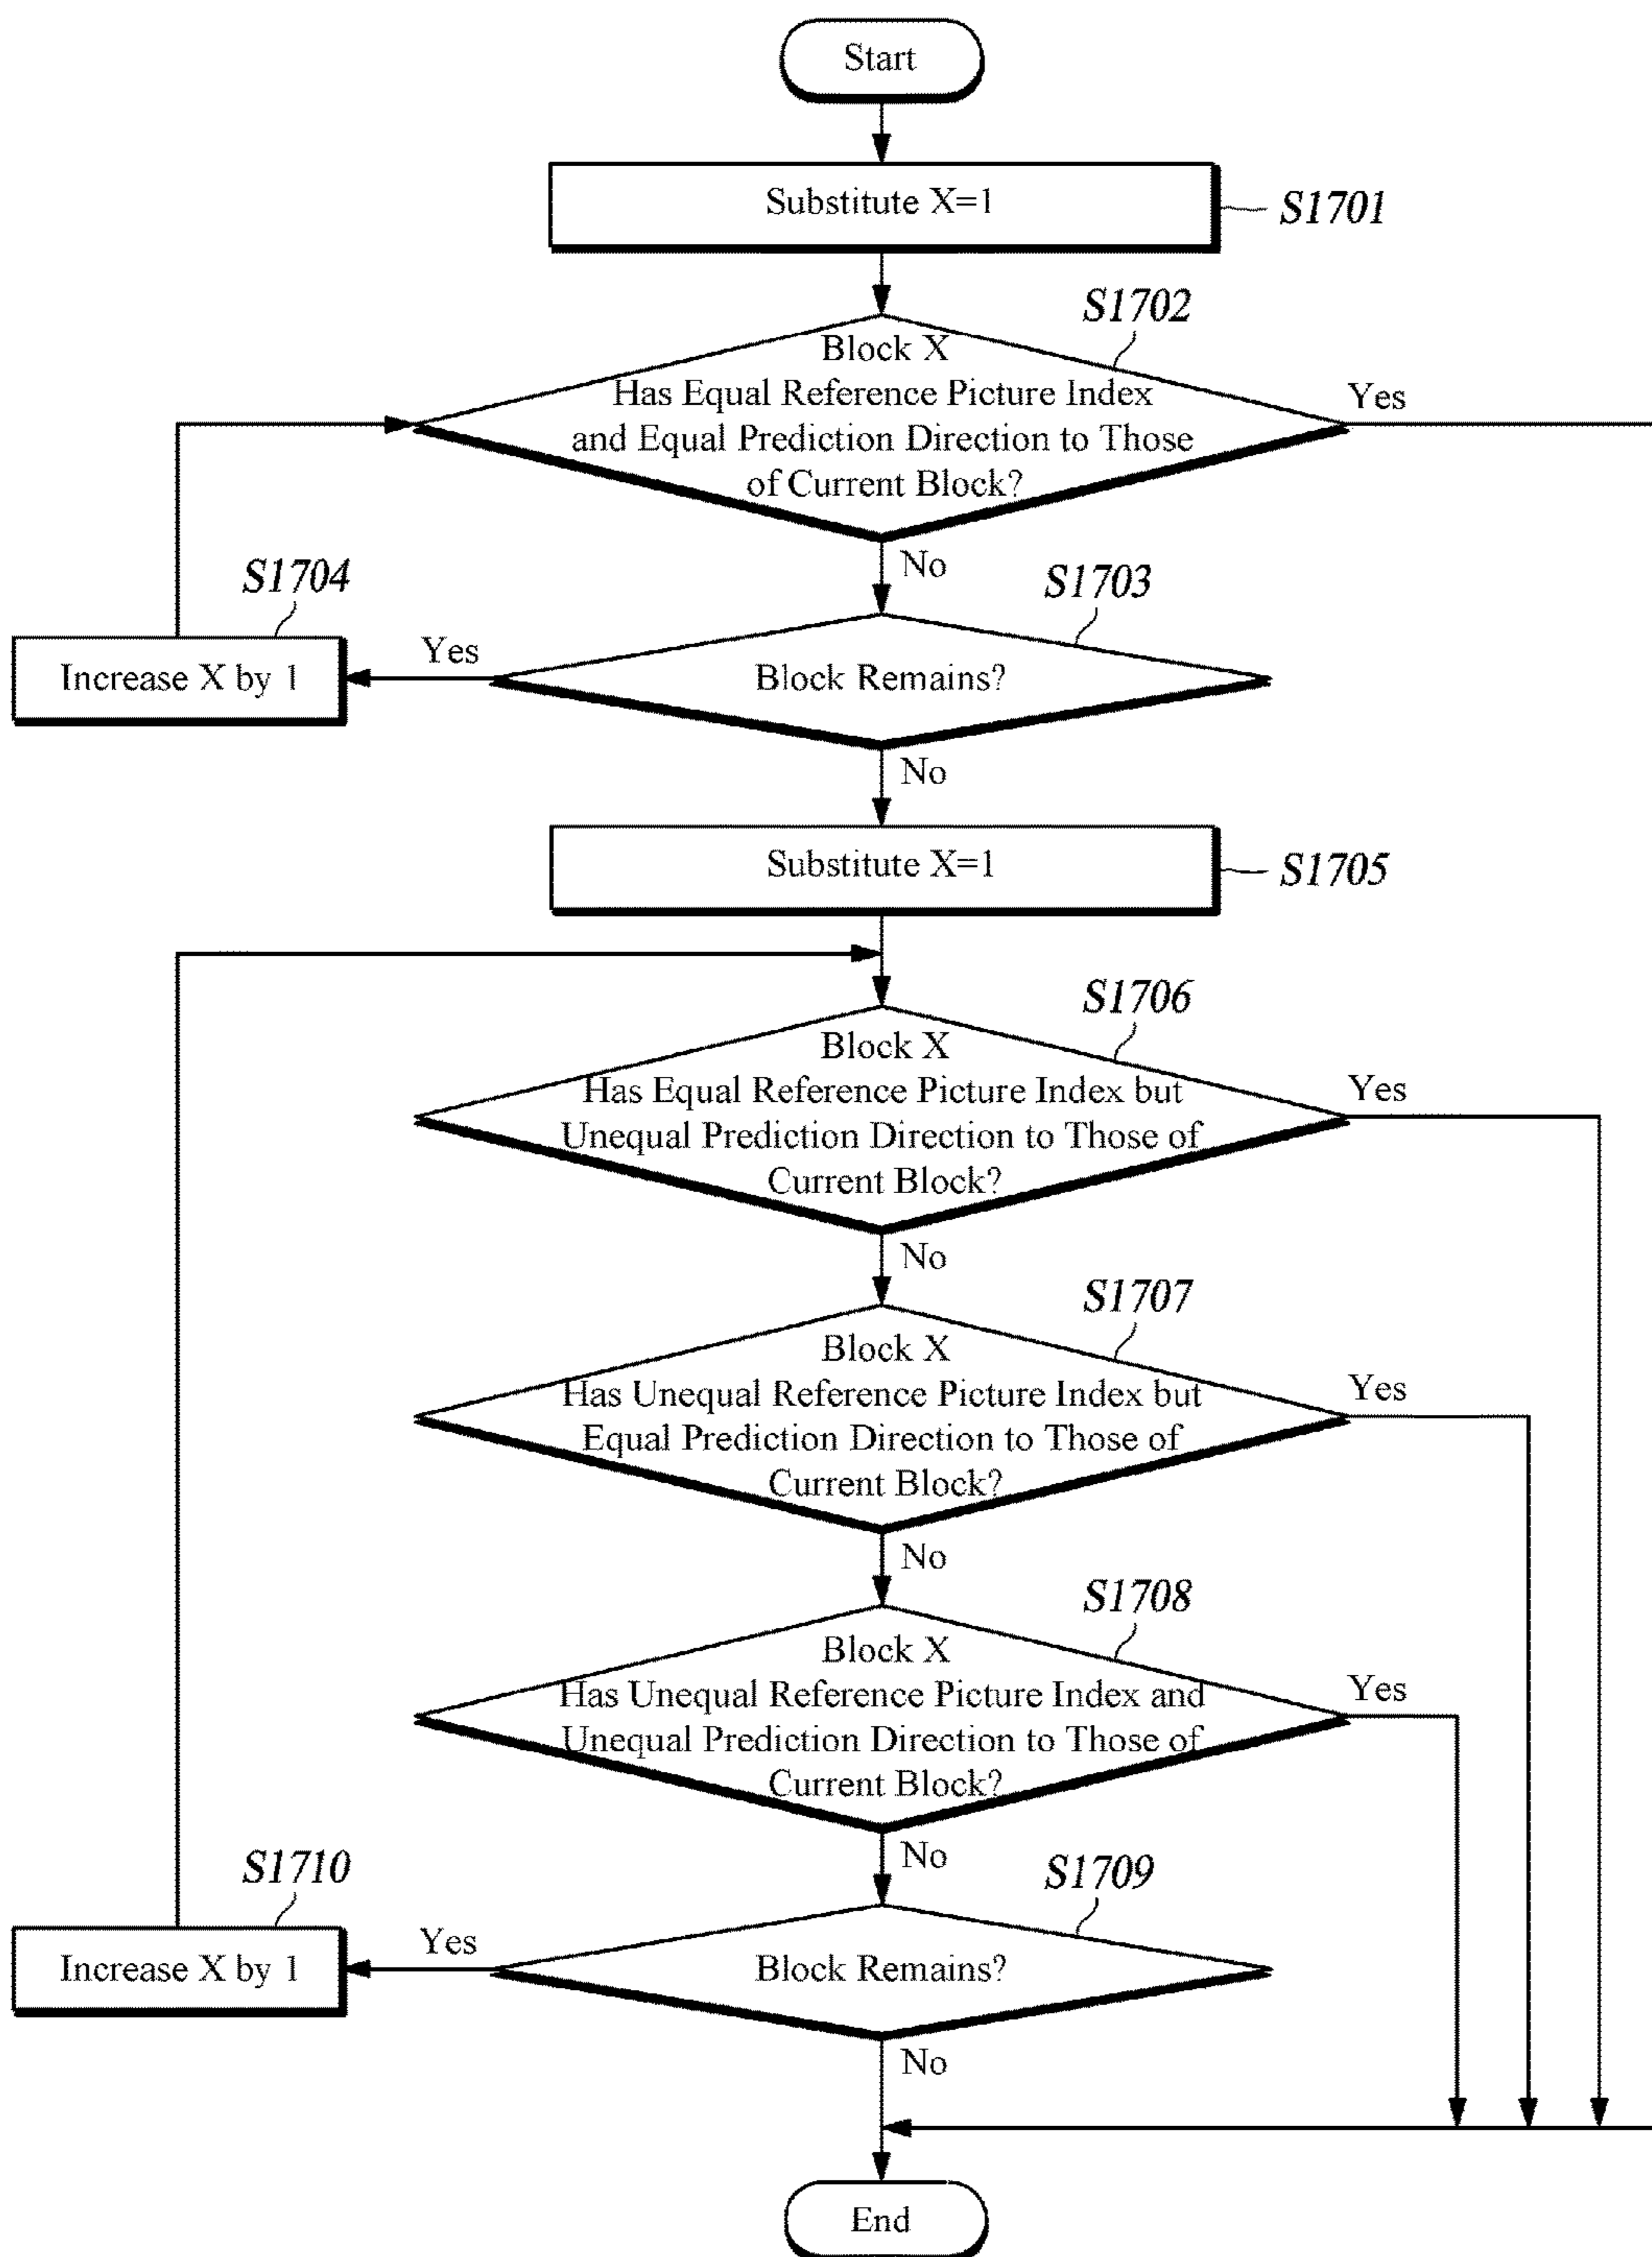 Start
Substitute X=1
S1701
S1702
Block X
Has Equal Reference Picture Index
and Equal Prediction Direction to Those
of Current Block?
Yes
No
S1704
S1703
Increase X by 1
Yes
Block Remains?
No
Substitute X=1
S1705
S1706
Block X
Has Equal Reference Picture Index but
Unequal Prediction Direction to Those of
Current Block?
Yes
No
S1707
Block X
Has Unequal Reference Picture Index but
Equal Prediction Direction to Those of
Current Block?
Yes
No
S1708
Block X
Has Unequal Reference Picture Index and
Unequal Prediction Direction to Those of
Current Block?
Yes
No
S1710
S1709
Increase X by 1
Yes
Block Remains?
No
End